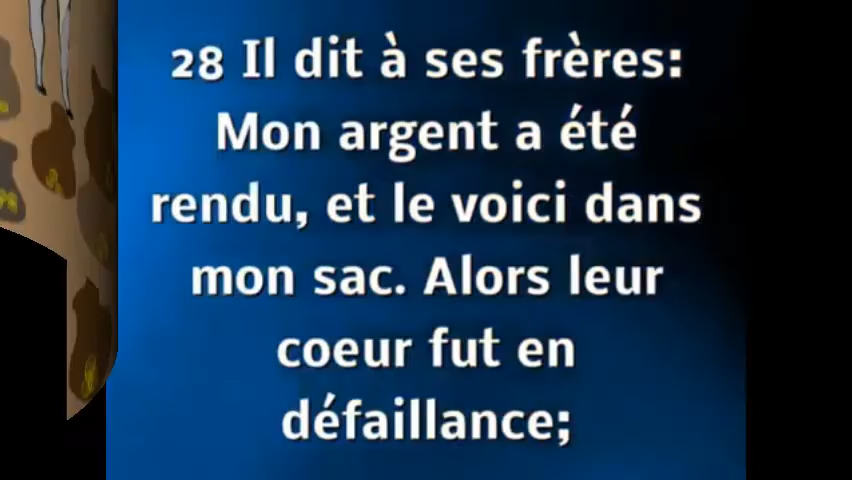 28 Il dit à ses frères:
Mon argent a été
rendu, et le voici dans
mon sac. Alors leur
coeur fut en
défaillance;